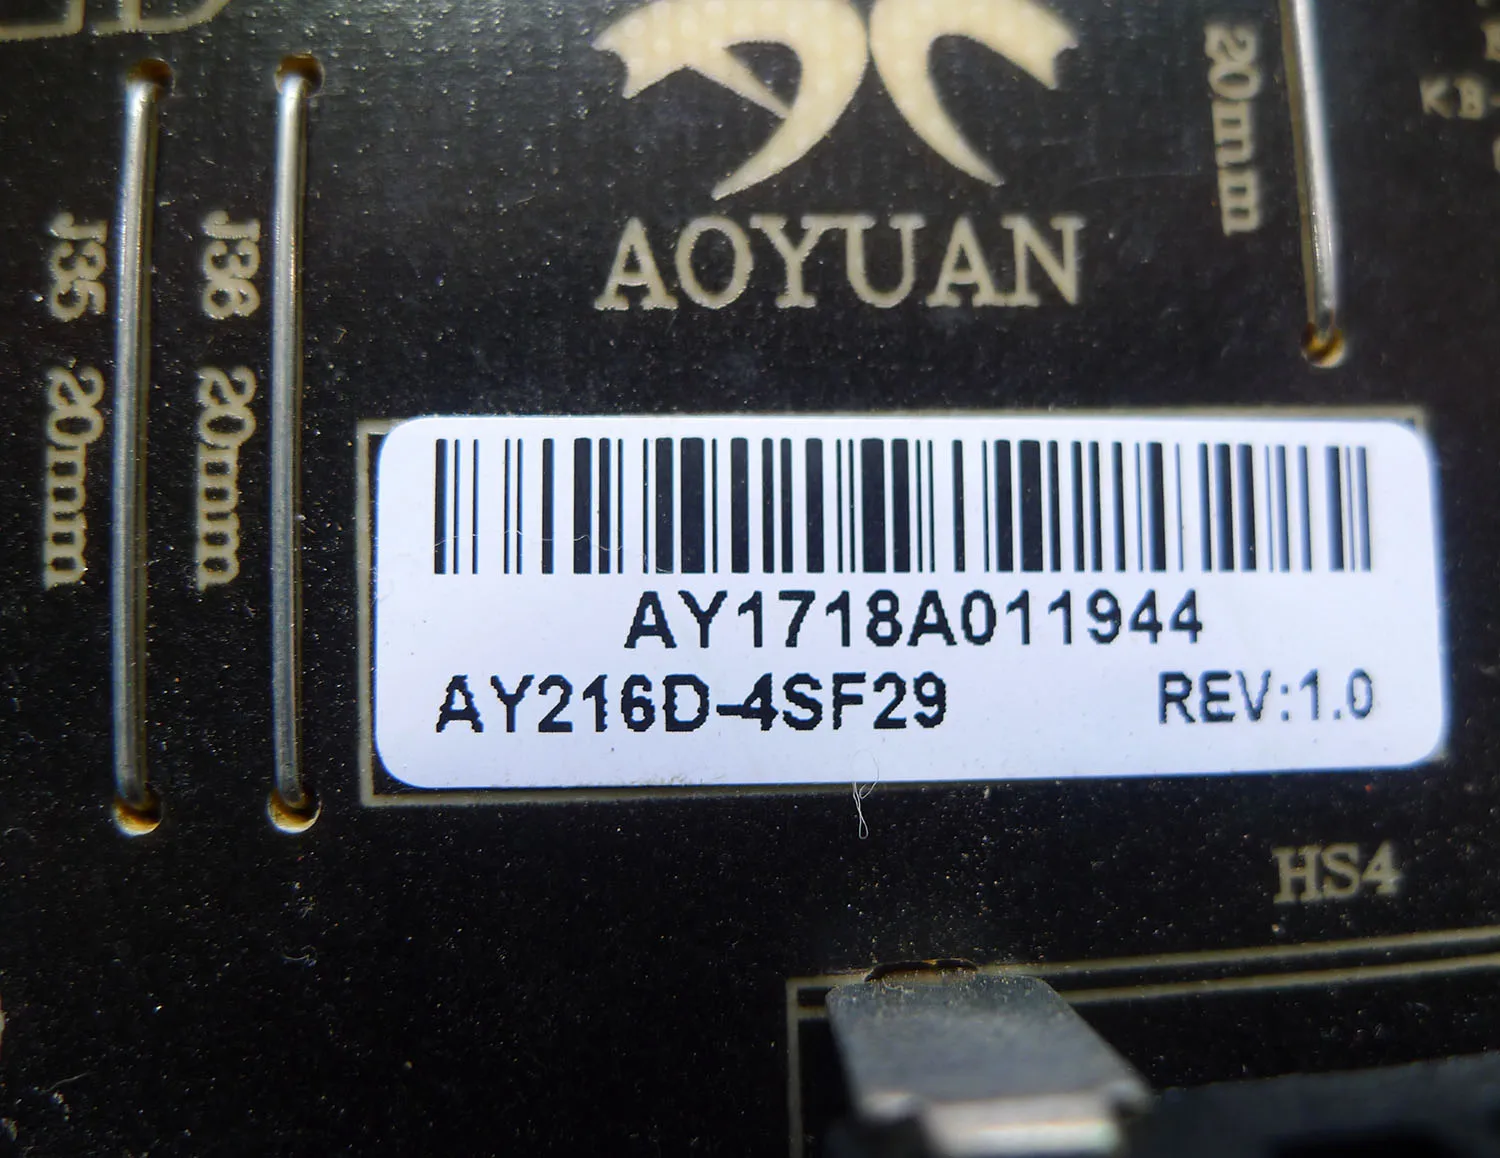 AOYUAN
20mm
J35 20mm
J36 20mm
AY1718A011944
AY216D-4SF29 REV:1.0
HS4